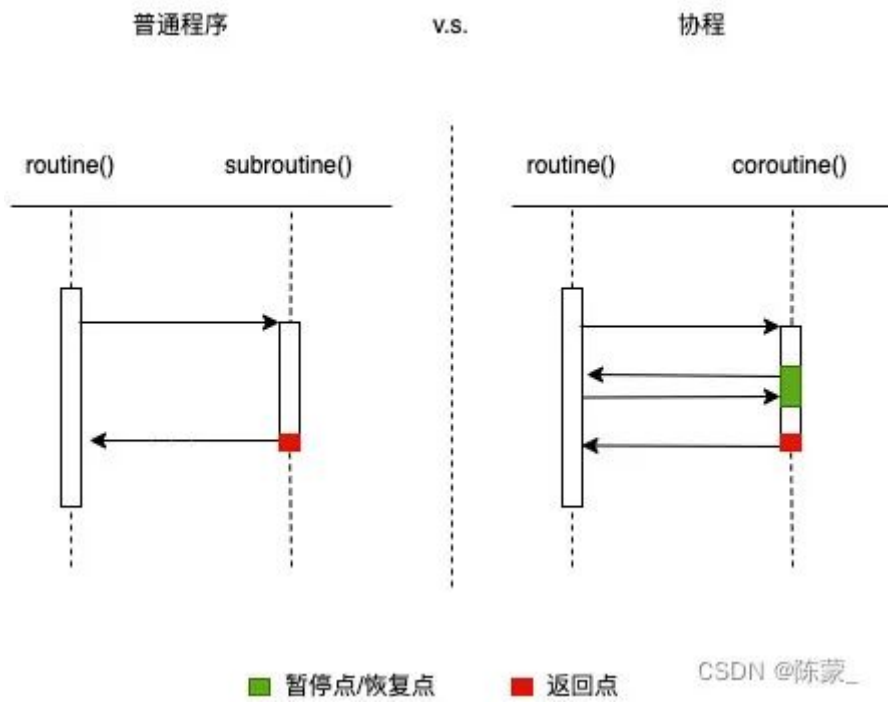 普通程序 v.s. 协程
routine() subroutine() routine() coroutine()
暂停点/恢复点 返回点
CSDN @陈蒙_